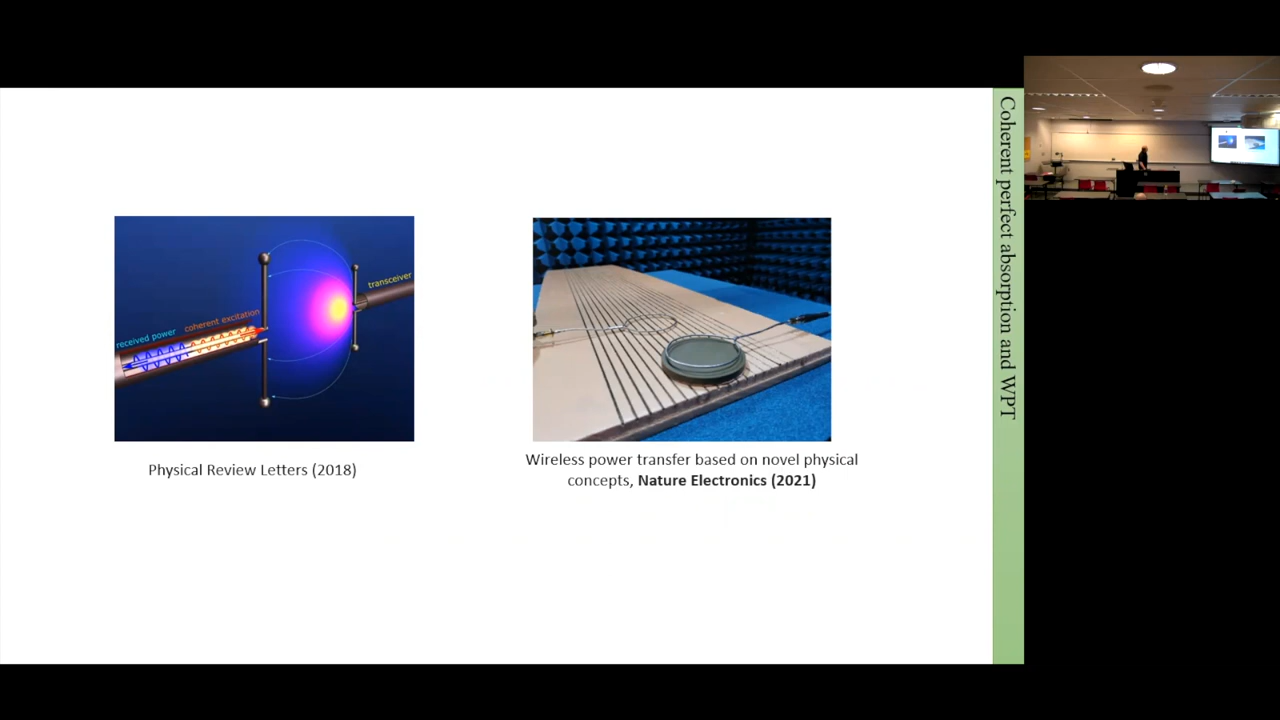 received power
coherent excitation
transceiver
Physical Review Letters (2018)
Wireless power transfer based on novel physical
concepts, Nature Electronics (2021)
Coherent perfect absorption and WPT